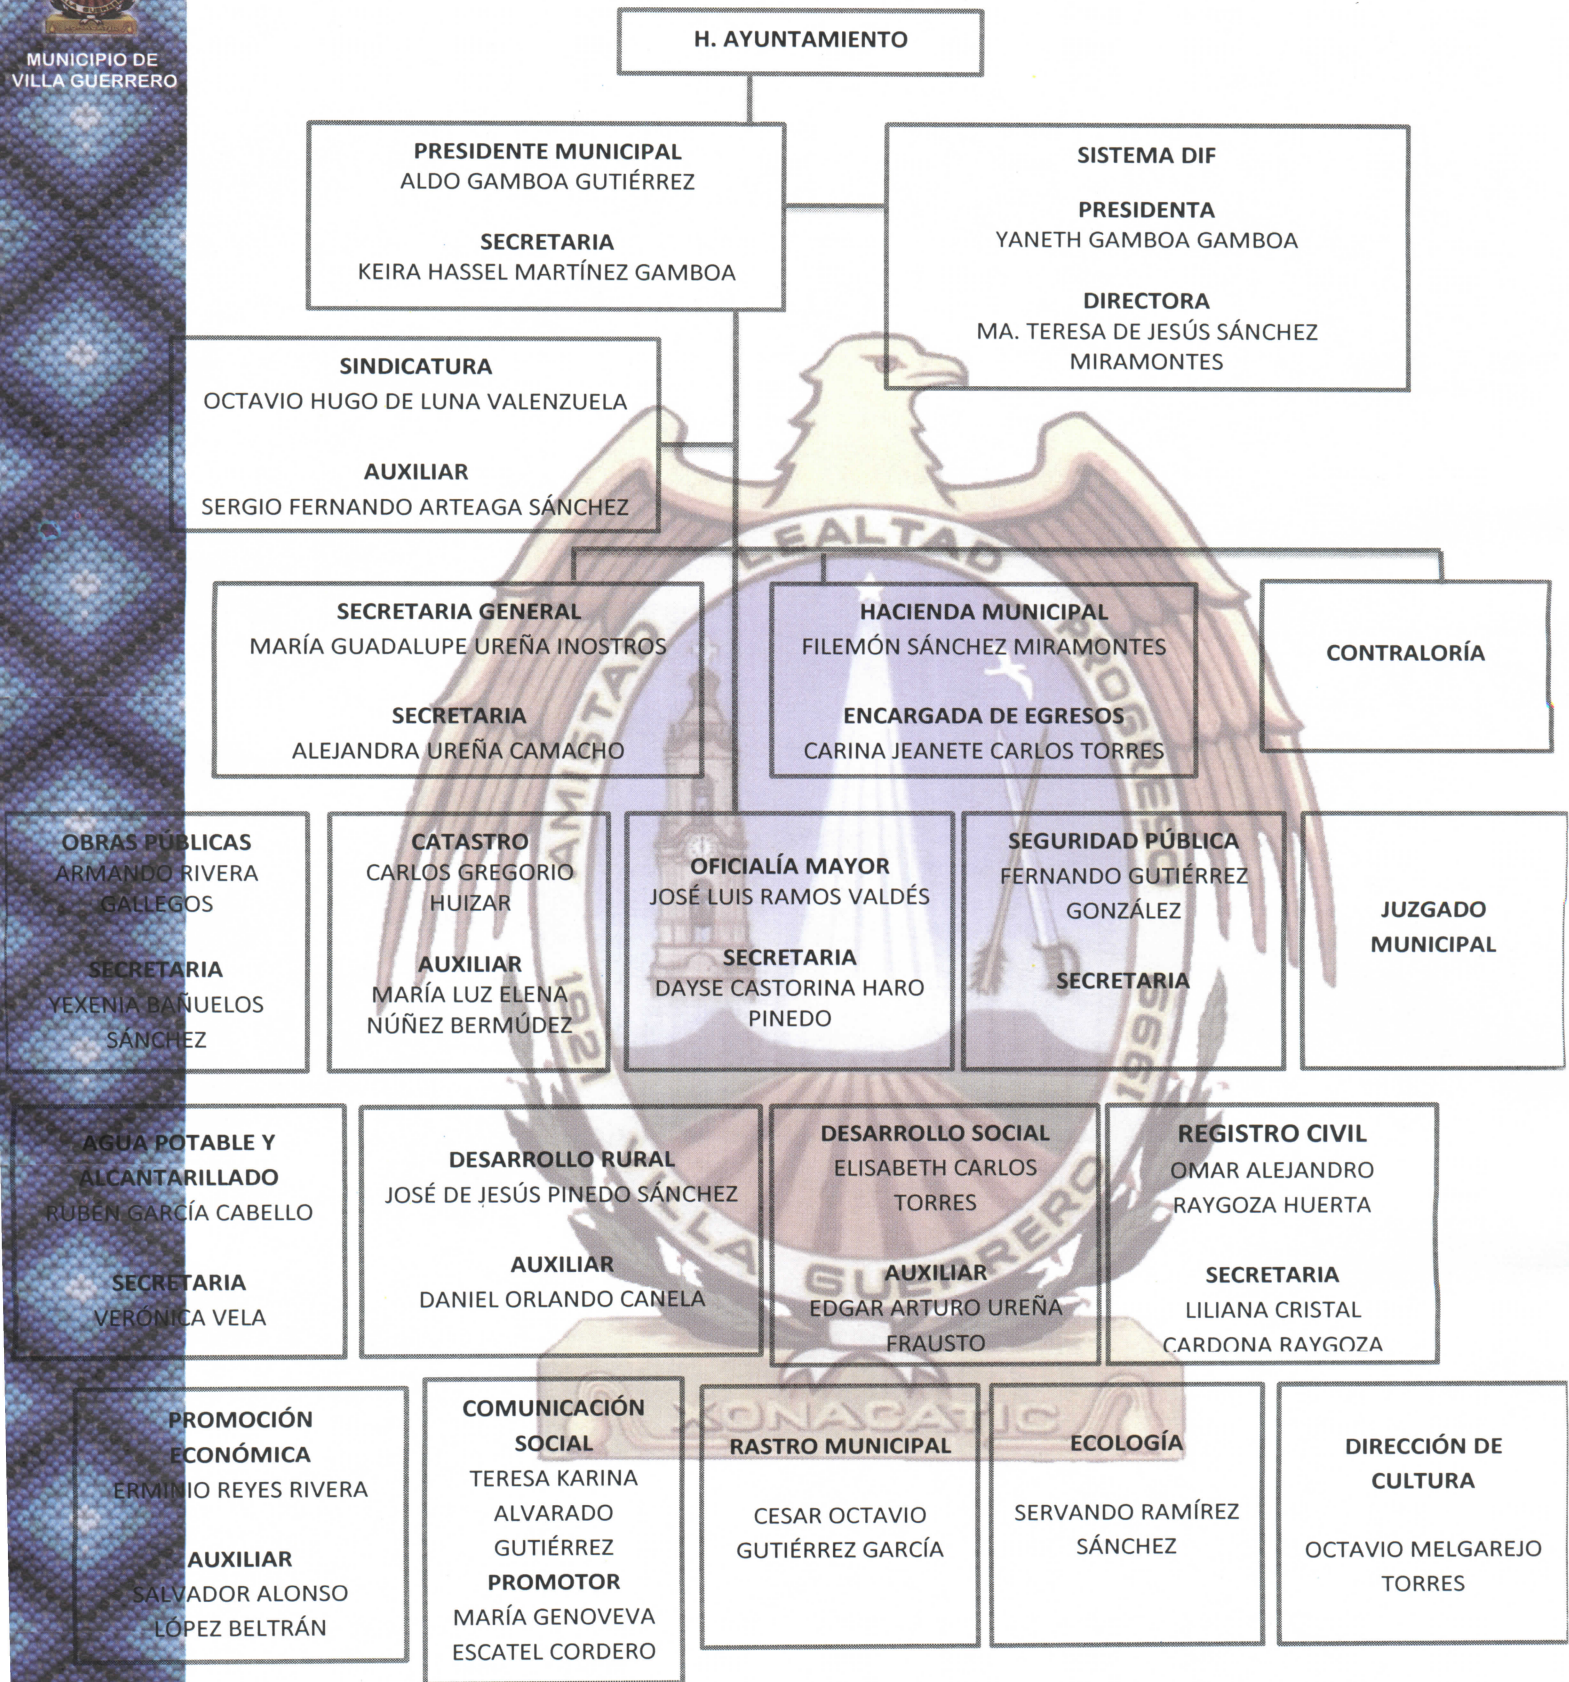 MUNICIPIO DE
VILLA GUERRERO
H. AYUNTAMIENTO
PRESIDENTE MUNICIPAL
ALDO GAMBOA GUTIÉRREZ
SECRETARIA
KEIRA HASSEL MARTÍNEZ GAMBOA
SISTEMA DIF
PRESIDENTA
YANETH GAMBOA GAMBOA
DIRECTORA
MA. TERESA DE JESÚS SÁNCHEZ
MIRAMONTES
SINDICATURA
OCTAVIO HUGO DE LUNA VALENZUELA
AUXILIAR
SERGIO FERNANDO ARTEAGA SÁNCHEZ
SECRETARIA GENERAL
MARÍA GUADALUPE UREÑA INOSTROS
SECRETARIA
ALEJANDRA UREÑA CAMACHO
HACIENDA MUNICIPAL
FILEMÓN SÁNCHEZ MIRAMONTES
ENCARGADA DE EGRESOS
CARINA JEANETE CARLOS TORRES
CONTRALORÍA
OBRAS PÚBLICAS
ARMANDO RIVERA
GALLEGOS
SECRETARIA
YEXENIA BAÑUELOS
SÁNCHEZ
CATASTRO
CARLOS GREGORIO
HUIZAR
AUXILIAR
MARÍA LUZ ELENA
NÚÑEZ BERMÚDEZ
OFICIALÍA MAYOR
JOSÉ LUIS RAMOS VALDÉS
SECRETARIA
DAYSE CASTORINA HARO
PINEDO
SEGURIDAD PÚBLICA
FERNANDO GUTIÉRREZ
GONZÁLEZ
SECRETARIA
JUZGADO
MUNICIPAL
AGUA POTABLE Y
ALCANTARILLADO
RUBÉN GARCÍA CABELLO
SECRETARIA
VERÓNICA VELA
DESARROLLO RURAL
JOSÉ DE JESÚS PINEDO SÁNCHEZ
AUXILIAR
DANIEL ORLANDO CANELA
DESARROLLO SOCIAL
ELISABETH CARLOS
TORRES
AUXILIAR
EDGAR ARTURO UREÑA
FRAUSTO
REGISTRO CIVIL
OMAR ALEJANDRO
RAYGOZA HUERTA
SECRETARIA
LILIANA CRISTAL
CARDONA RAYGOZA
PROMOCIÓN
ECONÓMICA
ERMINIO REYES RIVERA
AUXILIAR
SALVADOR ALONSO
LÓPEZ BELTRÁN
COMUNICACIÓN
SOCIAL
TERESA KARINA
ALVARADO
GUTIÉRREZ
PROMOTOR
MARÍA GENOVEVA
ESCATEL CORDERO
RASTRO MUNICIPAL
CESAR OCTAVIO
GUTIÉRREZ GARCÍA
ECOLOGÍA
SERVANDO RAMÍREZ
SÁNCHEZ
DIRECCIÓN DE
CULTURA
OCTAVIO MELGAREJO
TORRES
AMISTAD
LEALTAD
PROGRESO
1921
VILLA GUERRERO
1995
XONACATIC